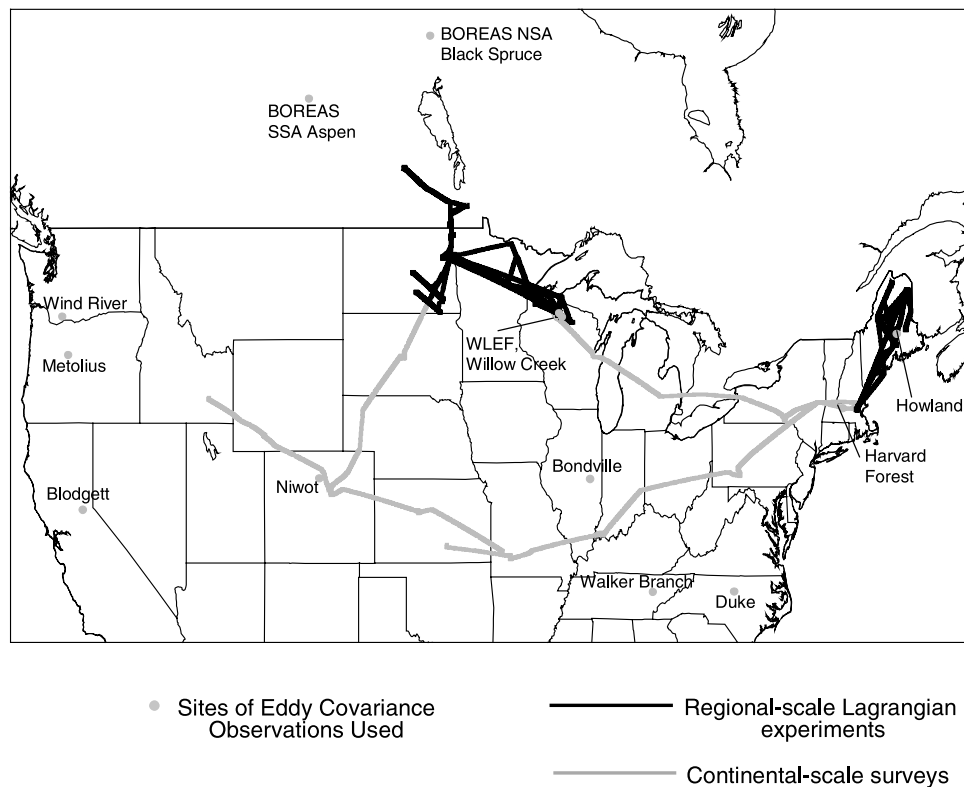 BOREAS NSA
Black Spruce
BOREAS
SSA Aspen
Wind River
Metolius
WLEF,
Willow Creek
Howland
Harvard
Forest
Bondville
Niwot
Blodgett
Walker Branch
Duke
Sites of Eddy Covariance
Observations Used
Regional-scale Lagrangian
experiments
Continental-scale surveys